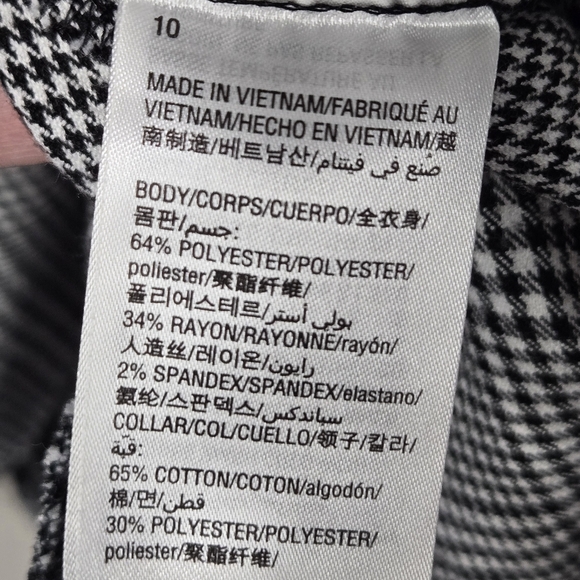 10
MADE IN VIETNAM/FABRIQUÉ AU
VIETNAM/HECHO EN VIETNAM/越
南制造/베트남산/صُنع في فيتنام
BODY/CORPS/CUERPO/全衣身/
몸판/جسم:
64% POLYESTER/POLYESTER/
poliester/聚酯纤维/
폴리에스테르/بولي أستر
34% RAYON/RAYONNE/rayón/
人造丝/레이온/رايون
2% SPANDEX/SPANDEX/elastano/
氨纶/스판덱스/سباندكس
COLLAR/COL/CUELLO/领子/칼라/
قبّة:
65% COTTON/COTON/algodón/
棉/면/قطن
30% POLYESTER/POLYESTER/
poliester/聚酯纤维/